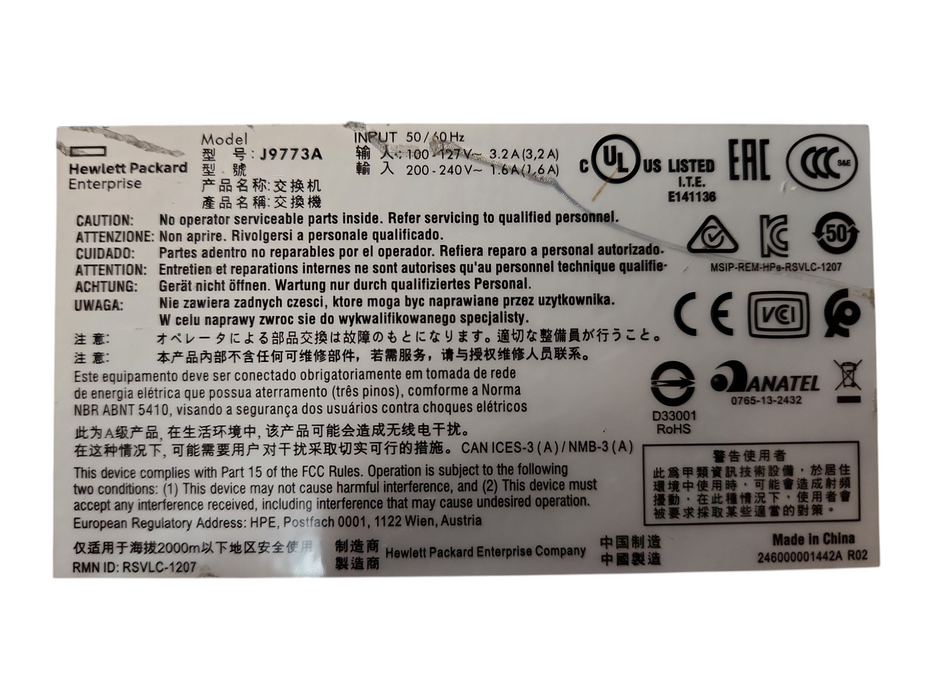 Hewlett Packard
Enterprise
Model
型 号: J9773A
型 號
产品名称:交换机
產品名稱:交換機
INPUT 50/60Hz
输 入: 100-127V~ 3.2A(3,2A)
輸 入 200-240V~ 1.6A(1,6A)
C UL US LISTED
I.T.E.
E141136
EAC
CCC S&E
CAUTION: No operator serviceable parts inside. Refer servicing to qualified personnel.
ATTENZIONE: Non aprire. Rivolgersi a personale qualificado.
CUIDADO: Partes adentro no reparables por el operador. Refiera reparo a personal autorizado.
ATTENTION: Entretien et reparations internes ne sont autorises qu'au personnel technique qualifie.
ACHTUNG: Gerät nicht öffnen. Wartung nur durch qualifiziertes Personal.
UWAGA: Nie zawiera zadnych czesci, ktore moga byc naprawiane przez uzytkownika.
W celu naprawy zwroc sie do wykwalifikowanego specjalisty.
注 意: オペレータによる部品交換は故障のもとになります。適切な整備員が行うこと。
注 意: 本产品内部不含任何可维修部件，若需服务，请与授权维修人员联系。
50
MSIP-REM-HPe-RSVLC-1207
CE
VCI
Este equipamento deve ser conectado obrigatoriamente em tomada de rede
de energia elétrica que possua aterramento (três pinos), comforme a Norma
NBR ABNT 5410, visando a segurança dos usuários contra choques elétricos
D33001
RoHS
ANATEL
0765-13-2432
此为A级产品, 在生活环境中, 该产品可能会造成无线电干扰。
在这种情况下, 可能需要用户对干扰采取切实可行的措施。 CAN ICES-3 (A) / NMB-3 (A)
This device complies with Part 15 of the FCC Rules. Operation is subject to the following
two conditions: (1) This device may not cause harmful interference, and (2) This device must
accept any interference received, including interference that may cause undesired operation.
European Regulatory Address: HPE, Postfach 0001, 1122 Wien, Austria
警告使用者
此為甲類資訊技術設備，於居住
環境中使用時，可能會造成射頻
擾動，在此種情況下，使用者會
被要求採取某些適當的對策。
仅适用于海拔2000m以下地区安全使用
RMN ID: RSVLC-1207
制造商
製造商
Hewlett Packard Enterprise Company
中国制造
中國製造
Made in China
246000001442A R02